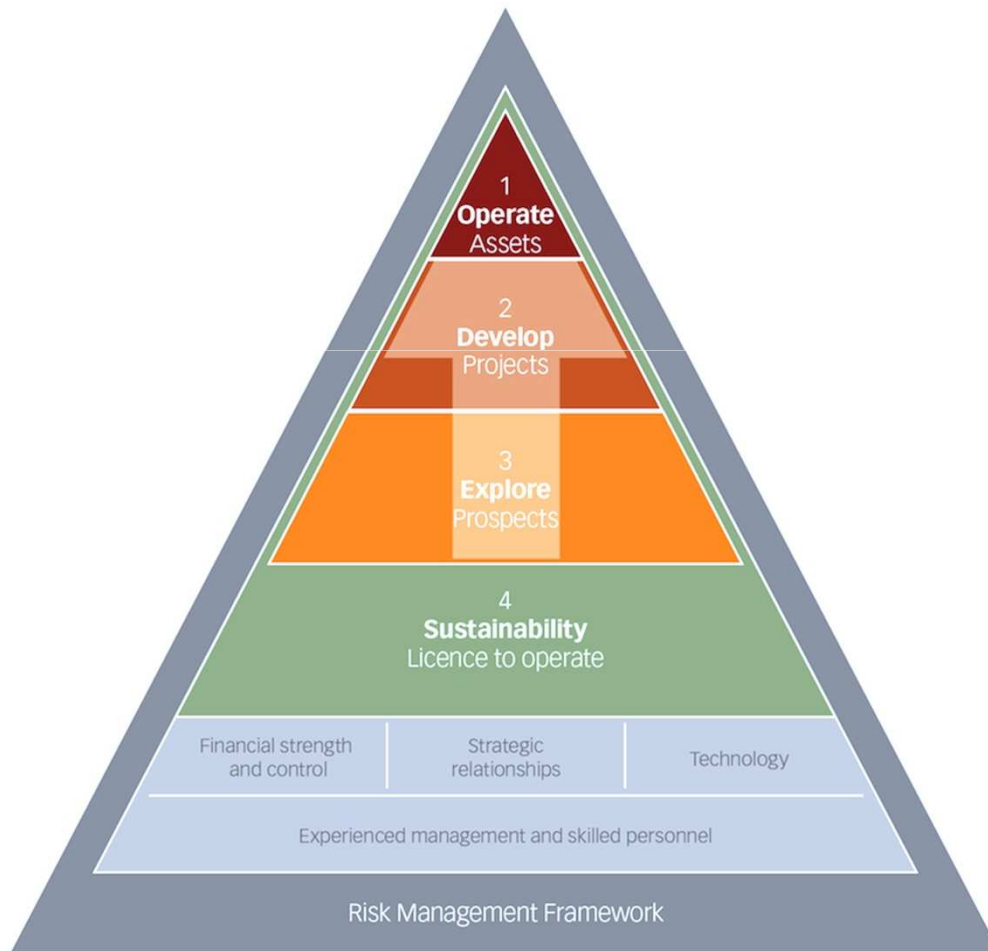 1
Operate
Assets
2
Develop
Projects
3
Explore
Prospects
4
Sustainability
Licence to operate
Financial strength
and control
Strategic
relationships
Technology
Experienced management and skilled personnel
Risk Management Framework